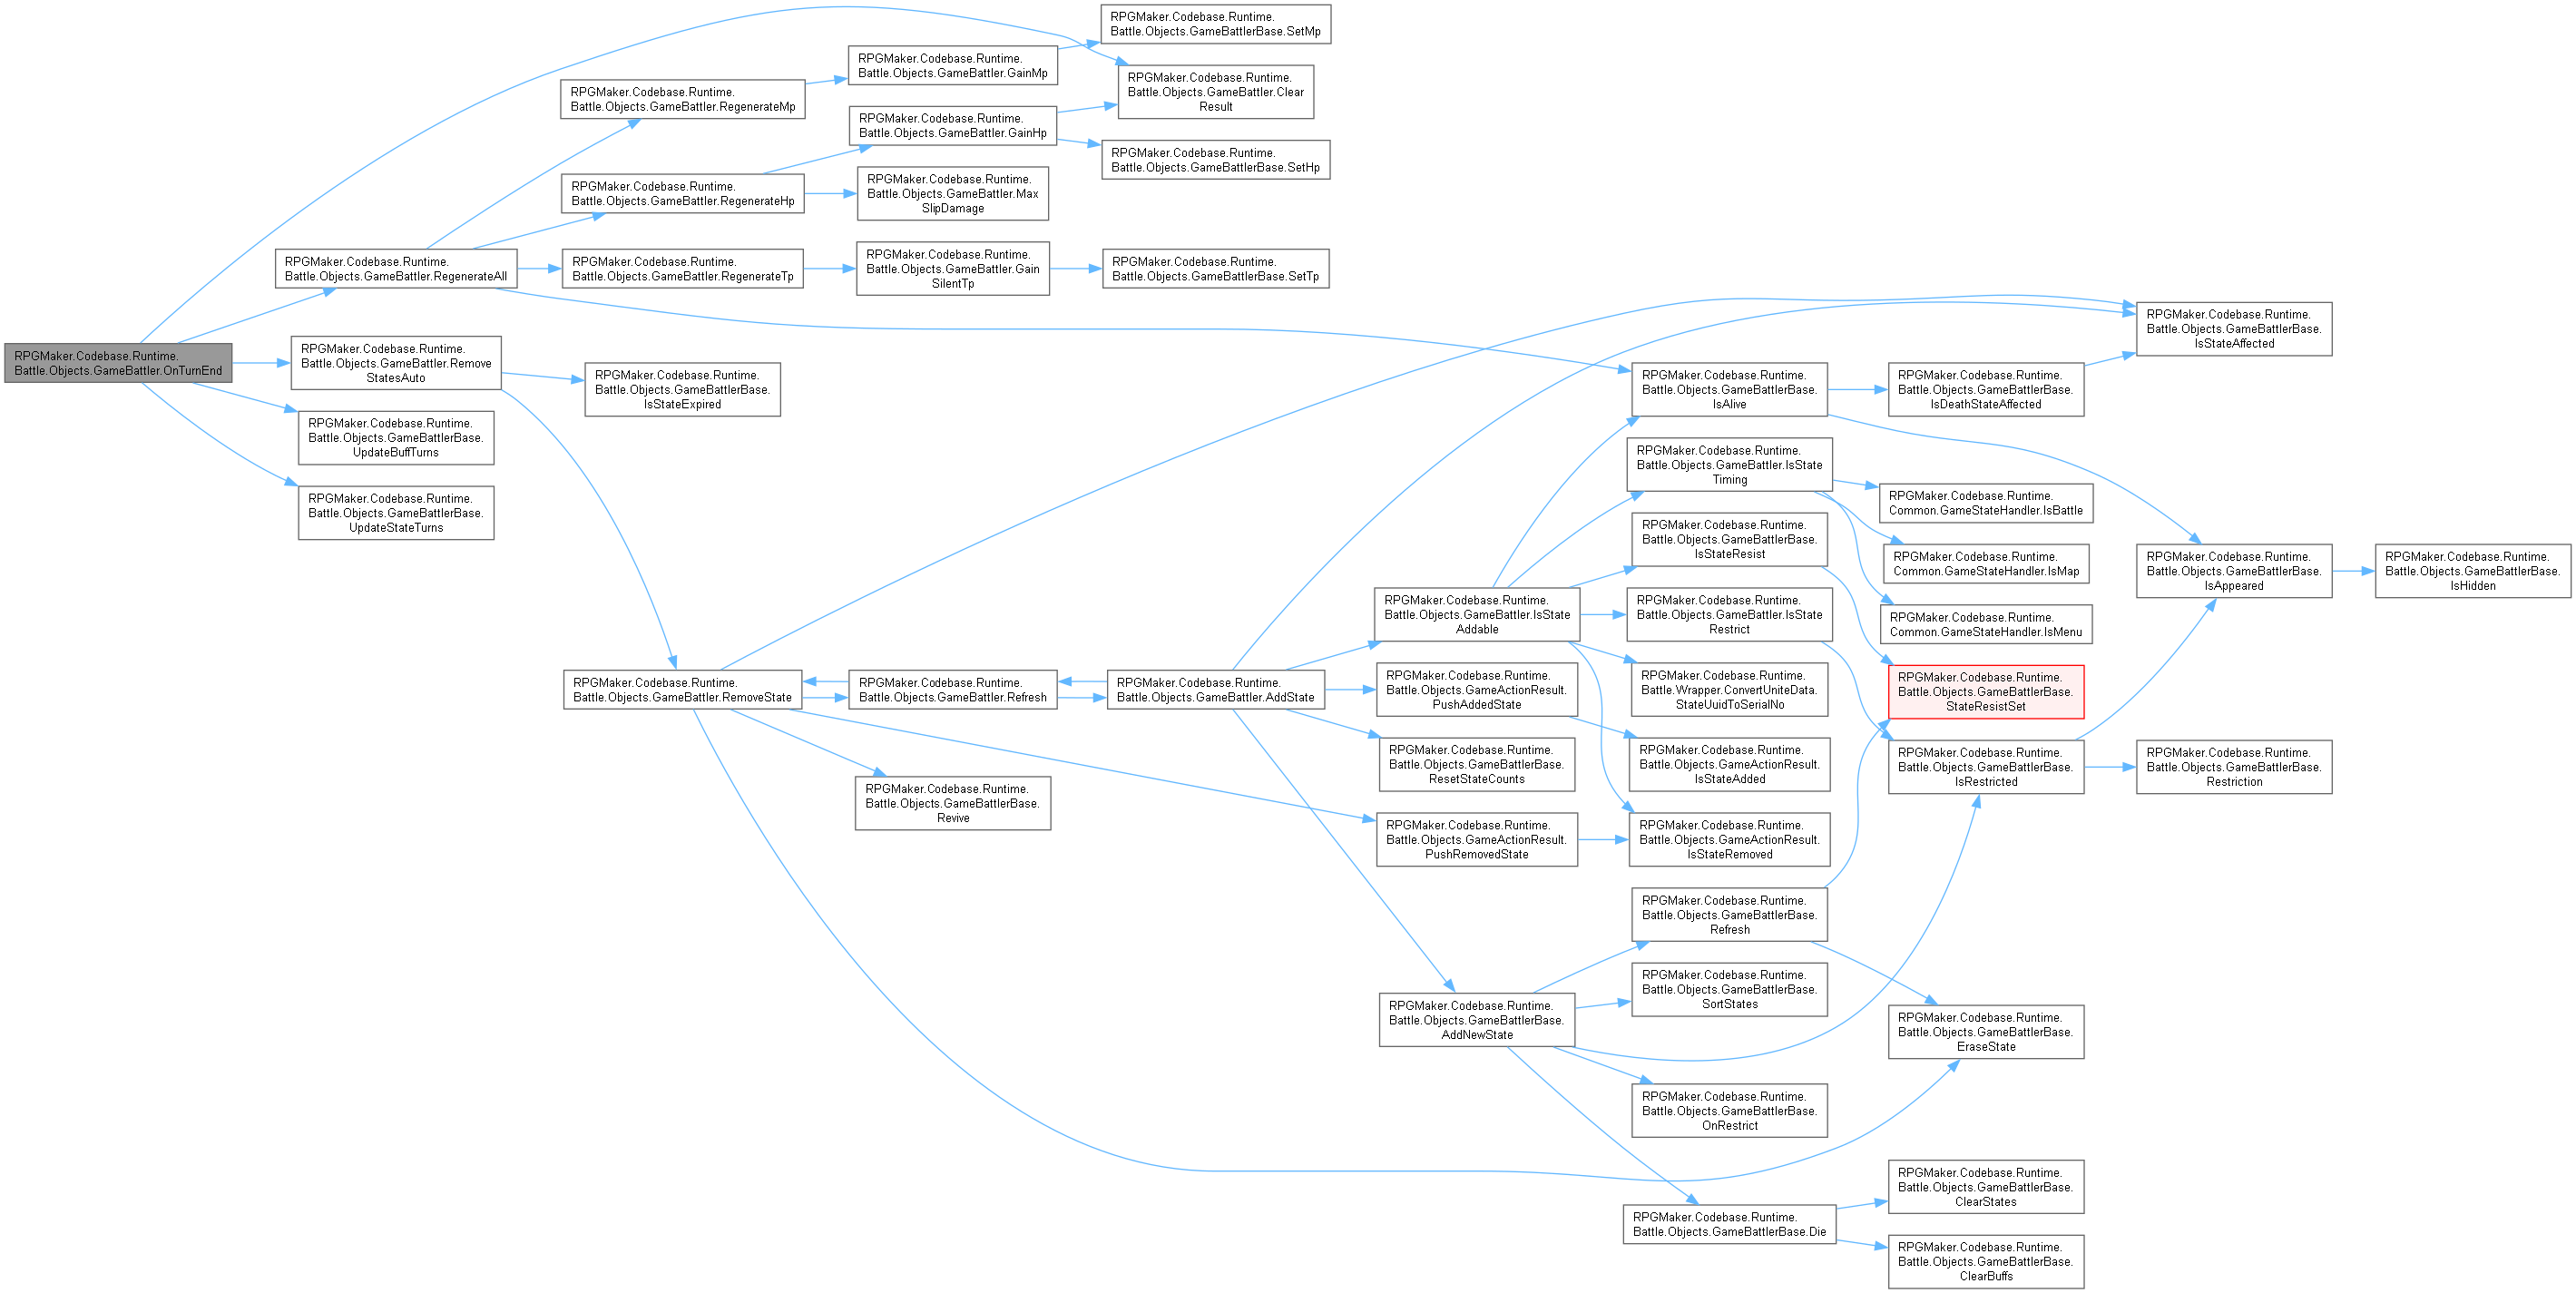 RPGMaker.Codebase.Runtime.
Battle.Objects.GameBattler.OnTurnEnd
RPGMaker.Codebase.Runtime.
Battle.Objects.GameBattler.RegenerateAll
RPGMaker.Codebase.Runtime.
Battle.Objects.GameBattler.Remove
StatesAuto
RPGMaker.Codebase.Runtime.
Battle.Objects.GameBattlerBase.
UpdateBuffTurns
RPGMaker.Codebase.Runtime.
Battle.Objects.GameBattlerBase.
UpdateStateTurns
RPGMaker.Codebase.Runtime.
Battle.Objects.GameBattler.RegenerateMp
RPGMaker.Codebase.Runtime.
Battle.Objects.GameBattler.RegenerateHp
RPGMaker.Codebase.Runtime.
Battle.Objects.GameBattler.RegenerateTp
RPGMaker.Codebase.Runtime.
Battle.Objects.GameBattlerBase.
IsStateExpired
RPGMaker.Codebase.Runtime.
Battle.Objects.GameBattler.RemoveState
RPGMaker.Codebase.Runtime.
Battle.Objects.GameBattler.GainMp
RPGMaker.Codebase.Runtime.
Battle.Objects.GameBattler.GainHp
RPGMaker.Codebase.Runtime.
Battle.Objects.GameBattler.Max
SlipDamage
RPGMaker.Codebase.Runtime.
Battle.Objects.GameBattler.Gain
SilentTp
RPGMaker.Codebase.Runtime.
Battle.Objects.GameBattler.Refresh
RPGMaker.Codebase.Runtime.
Battle.Objects.GameBattlerBase.
Revive
RPGMaker.Codebase.Runtime.
Battle.Objects.GameBattlerBase.SetMp
RPGMaker.Codebase.Runtime.
Battle.Objects.GameBattler.Clear
Result
RPGMaker.Codebase.Runtime.
Battle.Objects.GameBattlerBase.SetHp
RPGMaker.Codebase.Runtime.
Battle.Objects.GameBattlerBase.SetTp
RPGMaker.Codebase.Runtime.
Battle.Objects.GameBattler.AddState
RPGMaker.Codebase.Runtime.
Battle.Objects.GameBattler.IsState
Addable
RPGMaker.Codebase.Runtime.
Battle.Objects.GameActionResult.
PushAddedState
RPGMaker.Codebase.Runtime.
Battle.Objects.GameBattlerBase.
ResetStateCounts
RPGMaker.Codebase.Runtime.
Battle.Objects.GameActionResult.
PushRemovedState
RPGMaker.Codebase.Runtime.
Battle.Objects.GameBattlerBase.
AddNewState
RPGMaker.Codebase.Runtime.
Battle.Objects.GameBattlerBase.
IsAlive
RPGMaker.Codebase.Runtime.
Battle.Objects.GameBattler.IsState
Timing
RPGMaker.Codebase.Runtime.
Battle.Objects.GameBattlerBase.
IsStateResist
RPGMaker.Codebase.Runtime.
Battle.Objects.GameBattler.IsState
Restrict
RPGMaker.Codebase.Runtime.
Battle.Wrapper.ConvertUniteData.
StateUuidToSerialNo
RPGMaker.Codebase.Runtime.
Battle.Objects.GameActionResult.
IsStateAdded
RPGMaker.Codebase.Runtime.
Battle.Objects.GameActionResult.
IsStateRemoved
RPGMaker.Codebase.Runtime.
Battle.Objects.GameBattlerBase.
Refresh
RPGMaker.Codebase.Runtime.
Battle.Objects.GameBattlerBase.
SortStates
RPGMaker.Codebase.Runtime.
Battle.Objects.GameBattlerBase.
OnRestrict
RPGMaker.Codebase.Runtime.
Battle.Objects.GameBattlerBase.Die
RPGMaker.Codebase.Runtime.
Battle.Objects.GameBattlerBase.
IsDeathStateAffected
RPGMaker.Codebase.Runtime.
Common.GameStateHandler.IsBattle
RPGMaker.Codebase.Runtime.
Common.GameStateHandler.IsMap
RPGMaker.Codebase.Runtime.
Common.GameStateHandler.IsMenu
RPGMaker.Codebase.Runtime.
Battle.Objects.GameBattlerBase.
StateResistSet
RPGMaker.Codebase.Runtime.
Battle.Objects.GameBattlerBase.
IsRestricted
RPGMaker.Codebase.Runtime.
Battle.Objects.GameBattlerBase.
EraseState
RPGMaker.Codebase.Runtime.
Battle.Objects.GameBattlerBase.
ClearStates
RPGMaker.Codebase.Runtime.
Battle.Objects.GameBattlerBase.
ClearBuffs
RPGMaker.Codebase.Runtime.
Battle.Objects.GameBattlerBase.
IsStateAffected
RPGMaker.Codebase.Runtime.
Battle.Objects.GameBattlerBase.
IsAppeared
RPGMaker.Codebase.Runtime.
Battle.Objects.GameBattlerBase.
Restriction
RPGMaker.Codebase.Runtime.
Battle.Objects.GameBattlerBase.
IsHidden